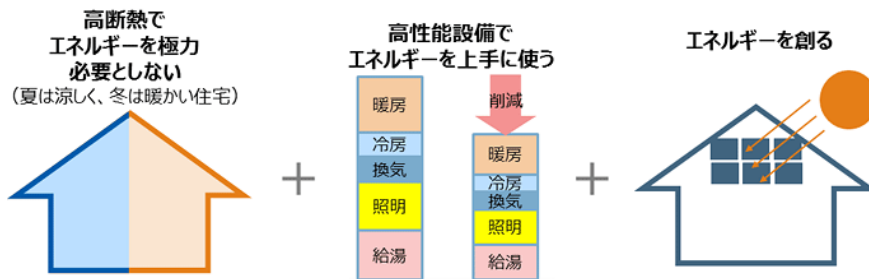 高断熱で
エネルギーを極力
必要としない
（夏は涼しく、冬は暖かい住宅）
高性能設備で
エネルギーを上手に使う
暖房
冷房
換気
照明
給湯
削減
暖房
冷房
換気
照明
給湯
エネルギーを創る